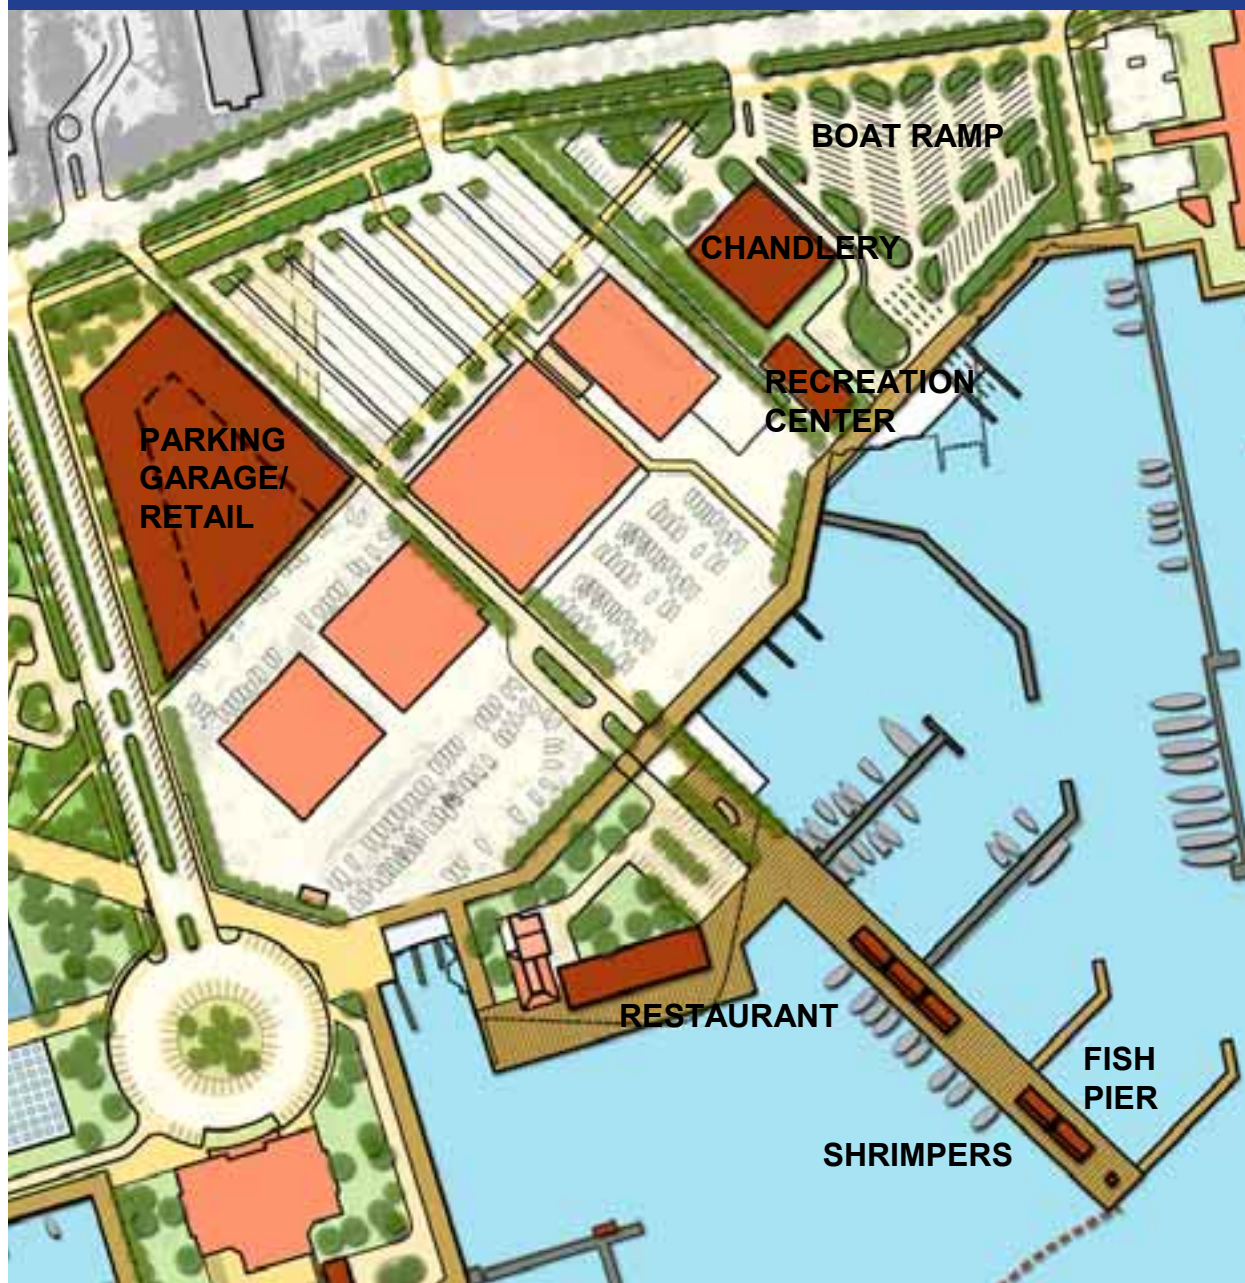 BOAT RAMP
CHANDLERY
RECREATION
CENTER
PARKING
GARAGE/
RETAIL
RESTAURANT
FISH
PIER
SHRIMPERS